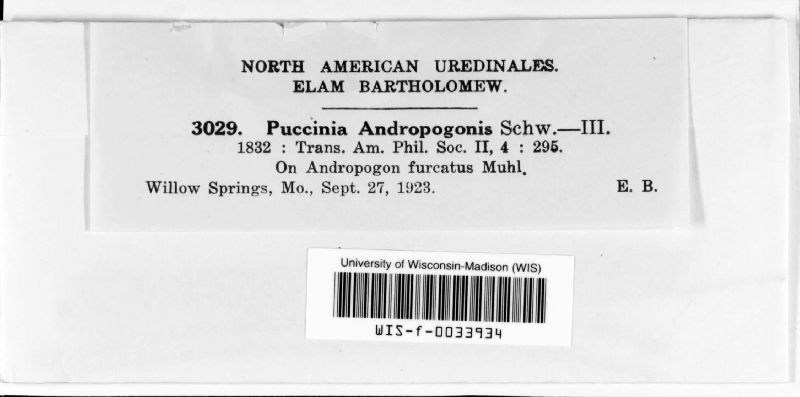 NORTH AMERICAN UREDINALES.
ELAM BARTHOLOMEW.
3029. Puccinia Andropogonis Schw.—III.
1832 : Trans. Am. Phil. Soc. II, 4 : 295.
On Andropogon furcatus Muhl.
Willow Springs, Mo., Sept. 27, 1923. E. B.
University of Wisconsin-Madison (WIS)
WIS-f-0033934